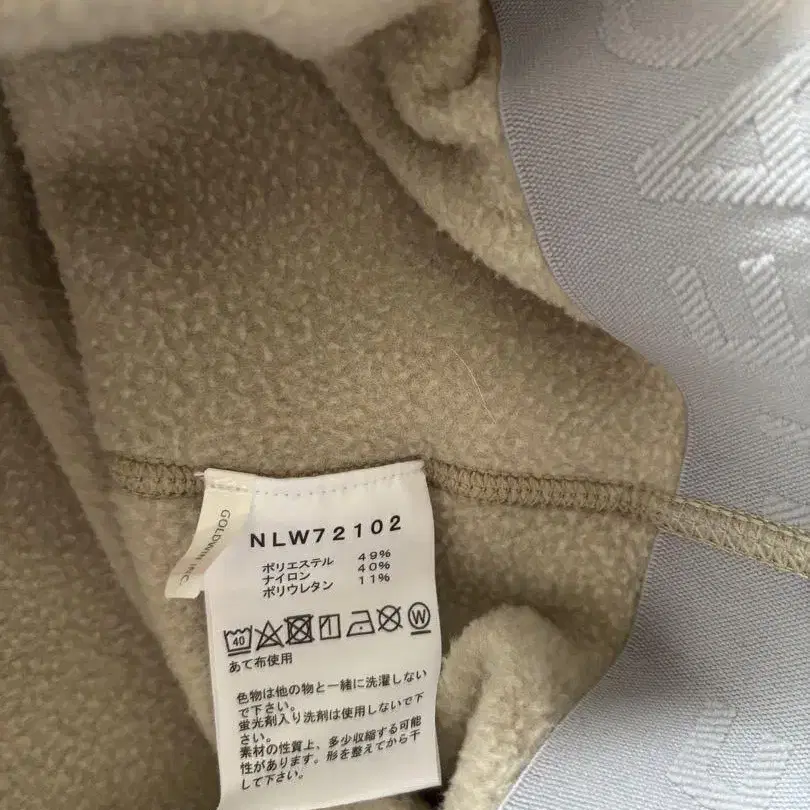 GOLDWIN INC.
NLW72102
ポリエステル 49%
ナイロン 40%
ポリウレタン 11%
40 W
あて布使用
色物は他の物と一緒に洗濯しない
で下さい。
蛍光剤入り洗剤は使用しないで下
さい。
素材の性質上、多少収縮する可能
性があります。形を整えてから干
して下さい。